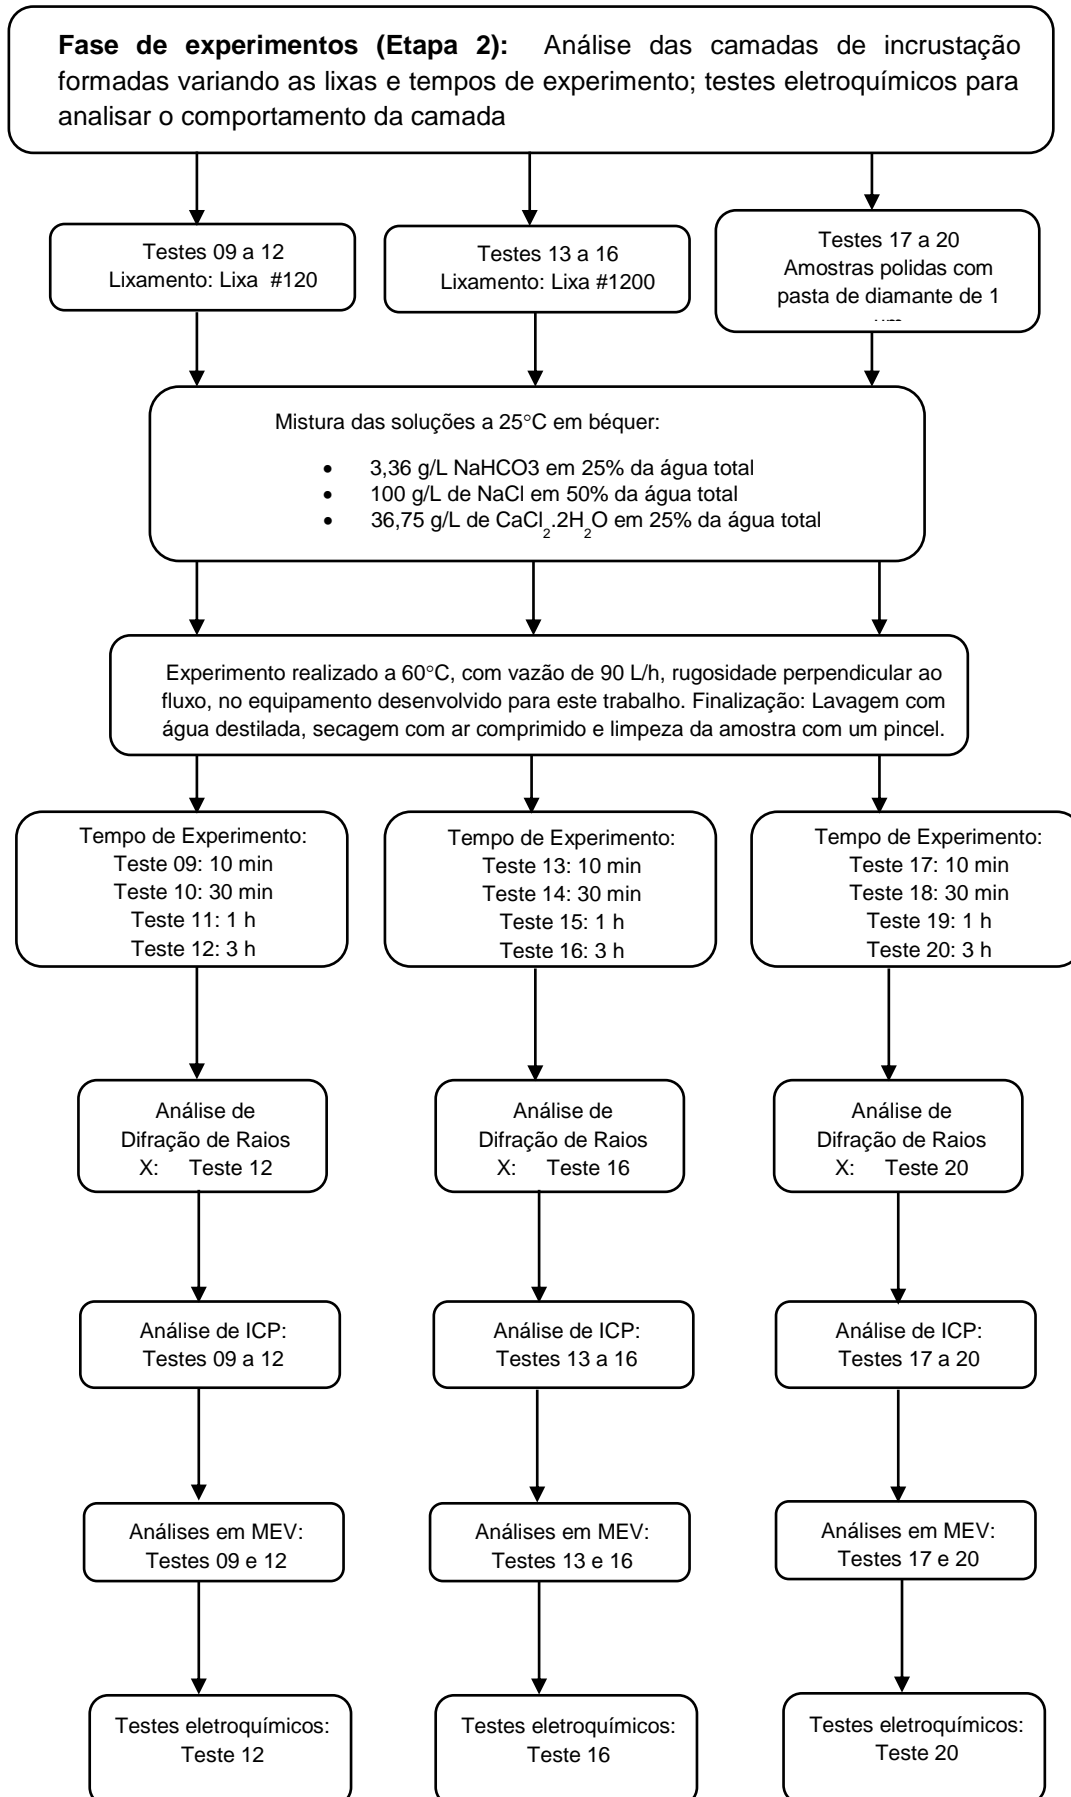 Fase de experimentos (Etapa 2): Análise das camadas de incrustação
formadas variando as lixas e tempos de experimento; testes eletroquímicos para
analisar o comportamento da camada
Testes 09 a 12
Lixamento: Lixa #120
Testes 13 a 16
Lixamento: Lixa #1200
Testes 17 a 20
Amostras polidas com
pasta de diamante de 1
Mistura das soluções a 25°C em béquer:
• 3,36 g/L NaHCO3 em 25% da água total
• 100 g/L de NaCl em 50% da água total
• 36,75 g/L de CaCl2.2H2O em 25% da água total
Experimento realizado a 60°C, com vazão de 90 L/h, rugosidade perpendicular ao
fluxo, no equipamento desenvolvido para este trabalho. Finalização: Lavagem com
água destilada, secagem com ar comprimido e limpeza da amostra com um pincel.
Tempo de Experimento:
Teste 09: 10 min
Teste 10: 30 min
Teste 11: 1 h
Teste 12: 3 h
Tempo de Experimento:
Teste 13: 10 min
Teste 14: 30 min
Teste 15: 1 h
Teste 16: 3 h
Tempo de Experimento:
Teste 17: 10 min
Teste 18: 30 min
Teste 19: 1 h
Teste 20: 3 h
Análise de
Difração de Raios
X: Teste 12
Análise de
Difração de Raios
X: Teste 16
Análise de
Difração de Raios
X: Teste 20
Análise de ICP:
Testes 09 a 12
Análise de ICP:
Testes 13 a 16
Análise de ICP:
Testes 17 a 20
Análises em MEV:
Testes 09 e 12
Análises em MEV:
Testes 13 e 16
Análises em MEV:
Testes 17 e 20
Testes eletroquímicos:
Teste 12
Testes eletroquímicos:
Teste 16
Testes eletroquímicos:
Teste 20